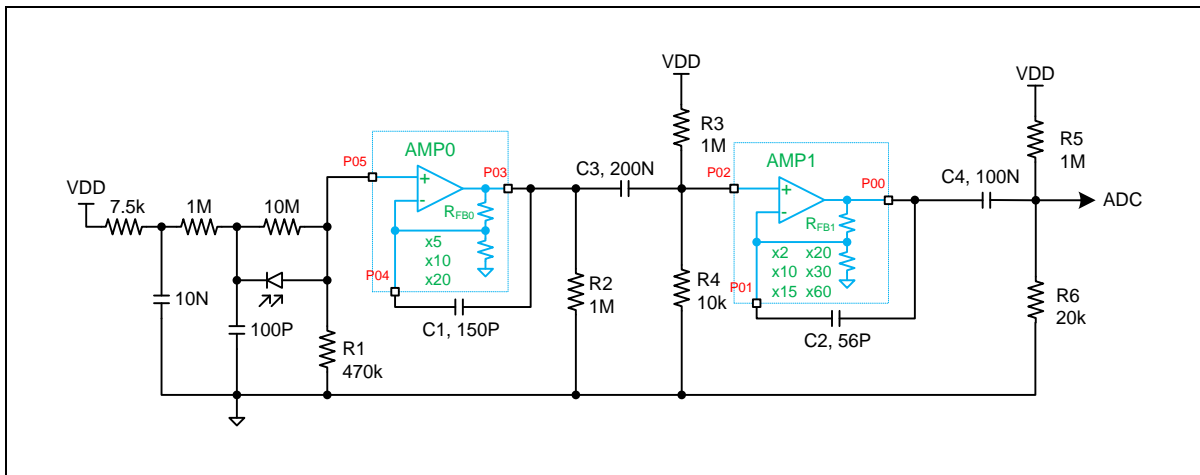 VDD
7.5k
1M
10M
10N
100P
R1
470k
P05
AMP0
P03
+
-
RFB0
x5
x10
x20
P04
C1, 150P
C3, 200N
R2
1M
VDD
R3
1M
R4
10k
P02
AMP1
P00
+
-
RFB1
x2 x20
x10 x30
x15 x60
P01
C2, 56P
C4, 100N
VDD
R5
1M
ADC
R6
20k